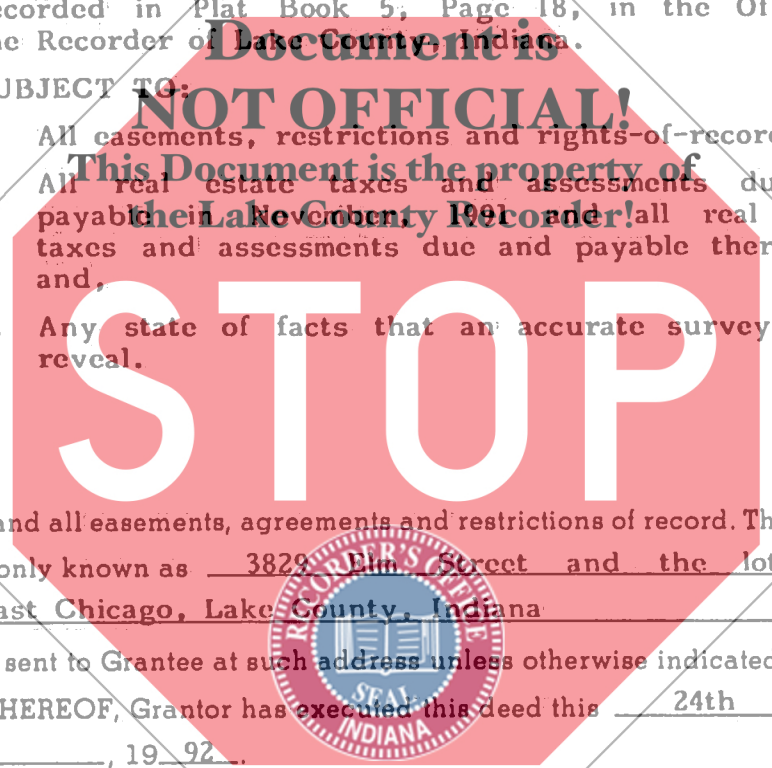 ecorded in Plat Book 5, Page 18, in the Of
e Recorder of Lake County, Indiana.
Document is
UBJECT TO:
NOT OFFICIAL!
All easements, restrictions and rights-of-record
This Document is the property of
All real estate taxes and assessments du
payable in November, 1991 and all real
the Lake County Recorder!
taxes and assessments due and payable ther
and,
Any state of facts that an accurate survey
reveal.
STOP
and all easements, agreements and restrictions of record. Th
only known as 3829 Elm Street and the lot
ast Chicago, Lake County, Indiana
sent to Grantee at such address unless otherwise indicated
HEREOF, Grantor has executed this deed this 24th
, 19 92.
RECORDER'S OFFICE
SEAL
INDIANA